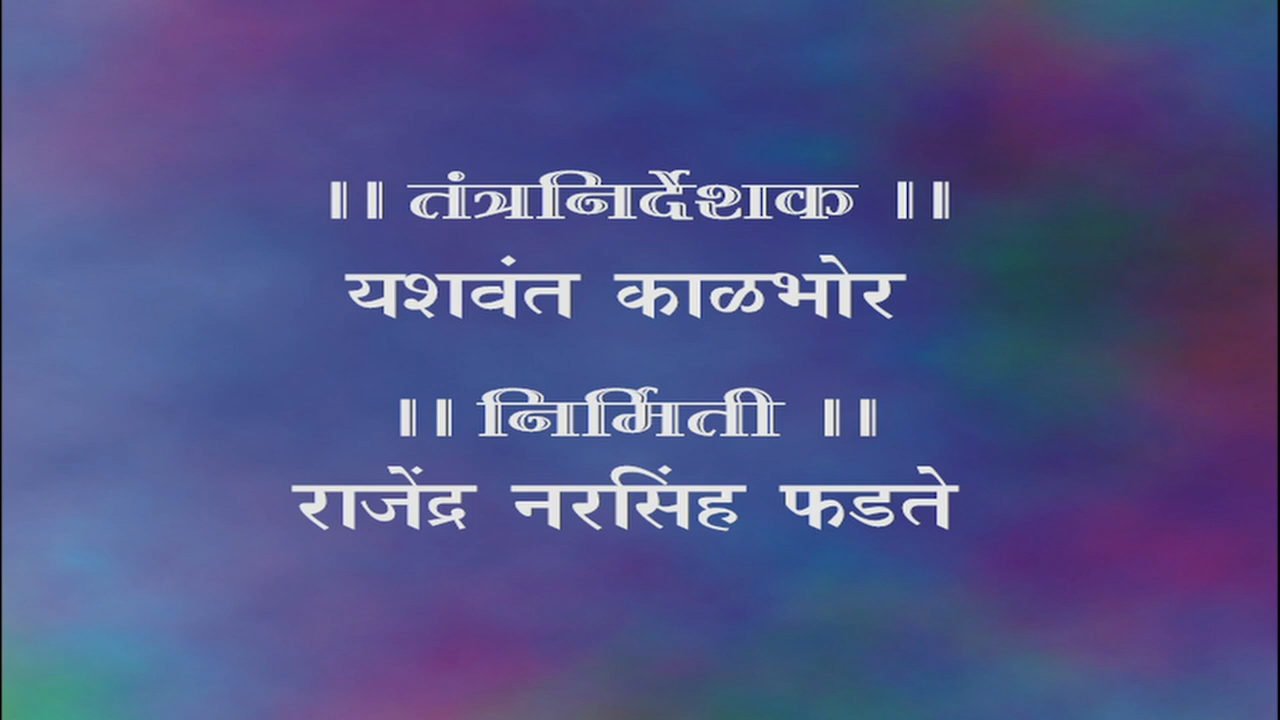 ।। तंत्रनिर्देशक ।।
यशवंत काळभोर
।। निर्मिती ।।
राजेंद्र नरसिंह फडते